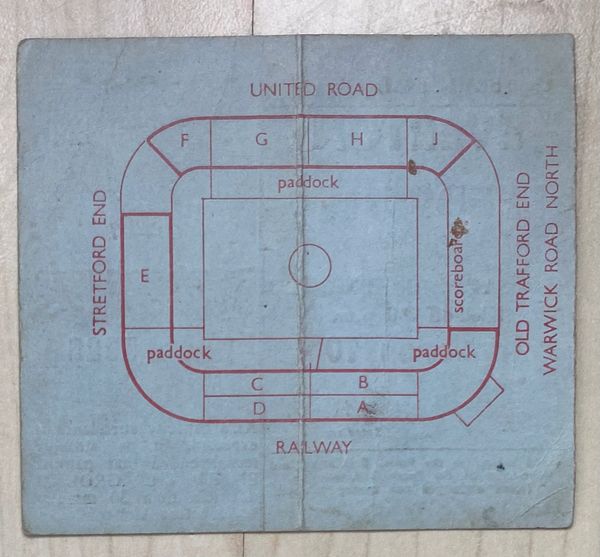 UNITED ROAD
F
G
H
J
paddock
STRETFORD END
E
scoreboard
OLD TRAFFORD END
WARWICK ROAD NORTH
paddock
paddock
C
B
D
A
RAILWAY